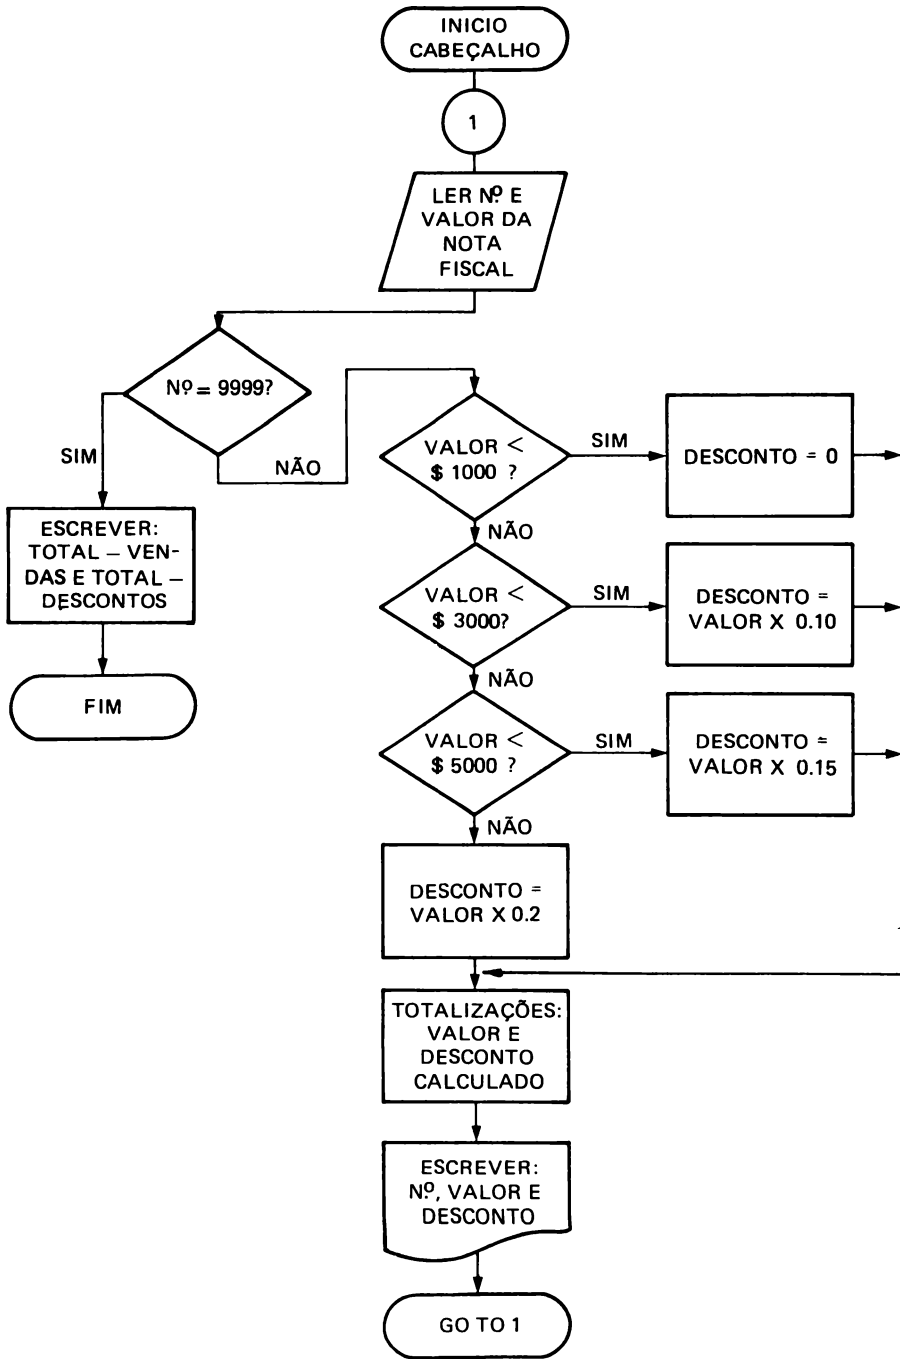 INICIO
CABEÇALHO
1
LER Nº E
VALOR DA
NOTA
FISCAL
Nº = 9999?
SIM
NÃO
ESCREVER:
TOTAL – VEN-
DAS E TOTAL –
DESCONTOS
FIM
VALOR <
$ 1000 ?
SIM
DESCONTO = 0
NÃO
VALOR <
$ 3000?
SIM
DESCONTO =
VALOR X 0.10
NÃO
VALOR <
$ 5000 ?
SIM
DESCONTO =
VALOR X 0.15
NÃO
DESCONTO =
VALOR X 0.2
TOTALIZAÇÕES:
VALOR E
DESCONTO
CALCULADO
ESCREVER:
Nº, VALOR E
DESCONTO
GO TO 1